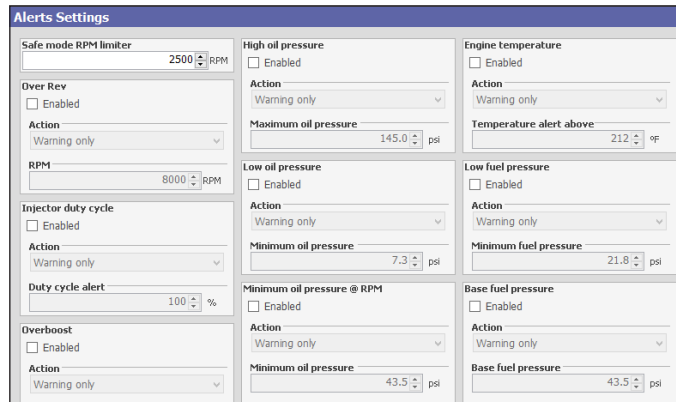 Alerts Settings
Safe mode RPM limiter
2500 RPM
Over Rev
Enabled
Action
Warning only
RPM
8000 RPM
Injector duty cycle
Enabled
Action
Warning only
Duty cycle alert
100 %
Overboost
Enabled
Action
Warning only
High oil pressure
Enabled
Action
Warning only
Maximum oil pressure
145.0 psi
Low oil pressure
Enabled
Action
Warning only
Minimum oil pressure
7.3 psi
Minimum oil pressure @ RPM
Enabled
Action
Warning only
Minimum oil pressure
43.5 psi
Engine temperature
Enabled
Action
Warning only
Temperature alert above
212 °F
Low fuel pressure
Enabled
Action
Warning only
Minimum fuel pressure
21.8 psi
Base fuel pressure
Enabled
Action
Warning only
Base fuel pressure
43.5 psi